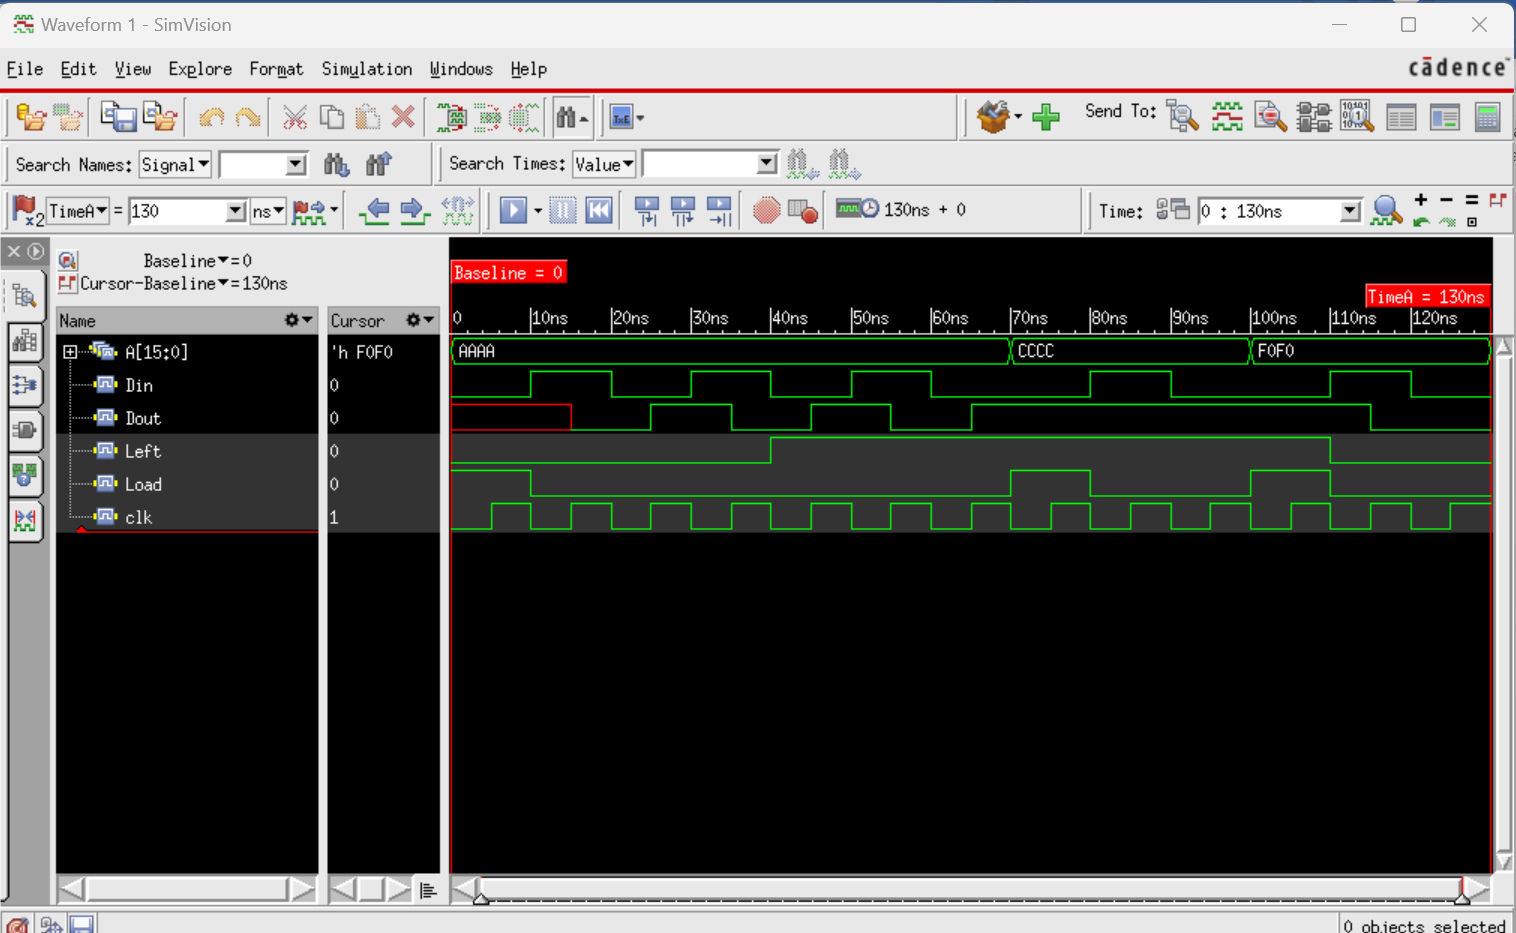 Waveform 1 - SimVision
File Edit View Explore Format Simulation Windows Help
cādence
TxE
Send To:
Search Names: Signal
Search Times: Value
x2 TimeA = 130 ns
130ns + 0
Time: 0 : 130ns
Baseline=0
Cursor-Baseline=130ns
Baseline = 0
TimeA = 130ns
Name Cursor 0 10ns 20ns 30ns 40ns 50ns 60ns 70ns 80ns 90ns 100ns 110ns 120ns
A[15:0] 'h F0F0 AAAA CCCC F0F0
Din 0
Dout 0
Left 0
Load 0
clk 1
0 objects selected